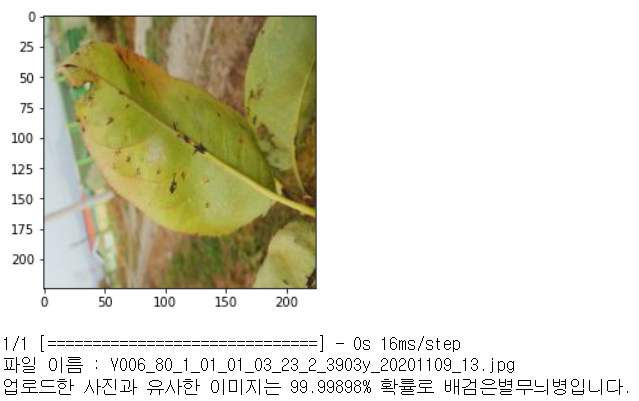 0
25
50
75
100
125
150
175
200
0 50 100 150 200
1/1 [==============================] - 0s 16ms/step
파일 이름 : V006_80_1_01_01_03_23_2_3903y_20201109_13.jpg
업로드한 사진과 유사한 이미지는 99.99898% 확률로 배검은별무늬병입니다.